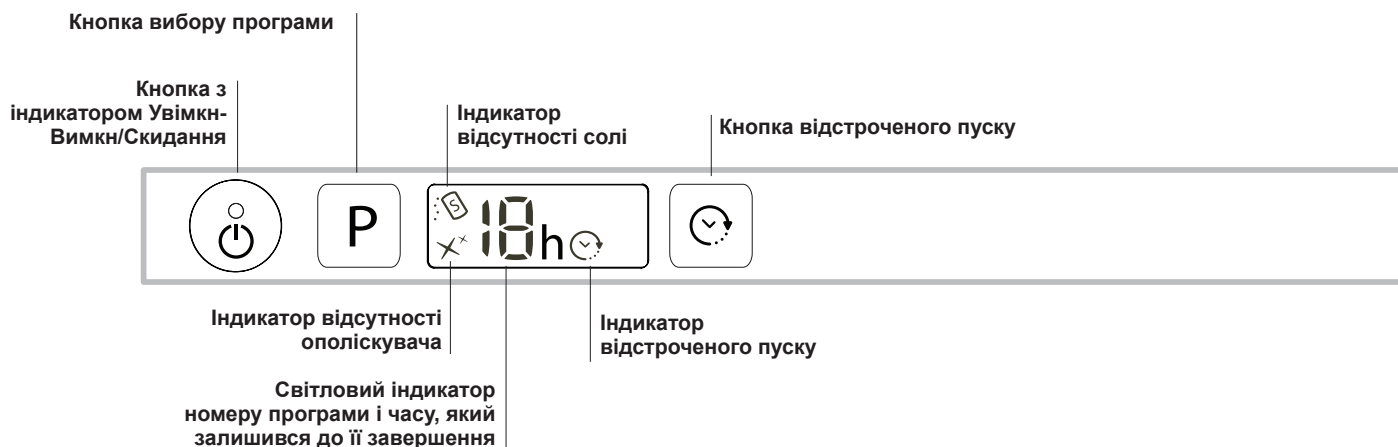 Кнопка вибору програми
Кнопка з
індикатором Увімкн-
Вимкн/Скидання
Індикатор
відсутності солі
Кнопка відстроченого пуску
P
S
18h
Індикатор відсутності
ополіскувача
Індикатор
відстроченого пуску
Світловий індикатор
номеру програми і часу, який
залишився до її завершення